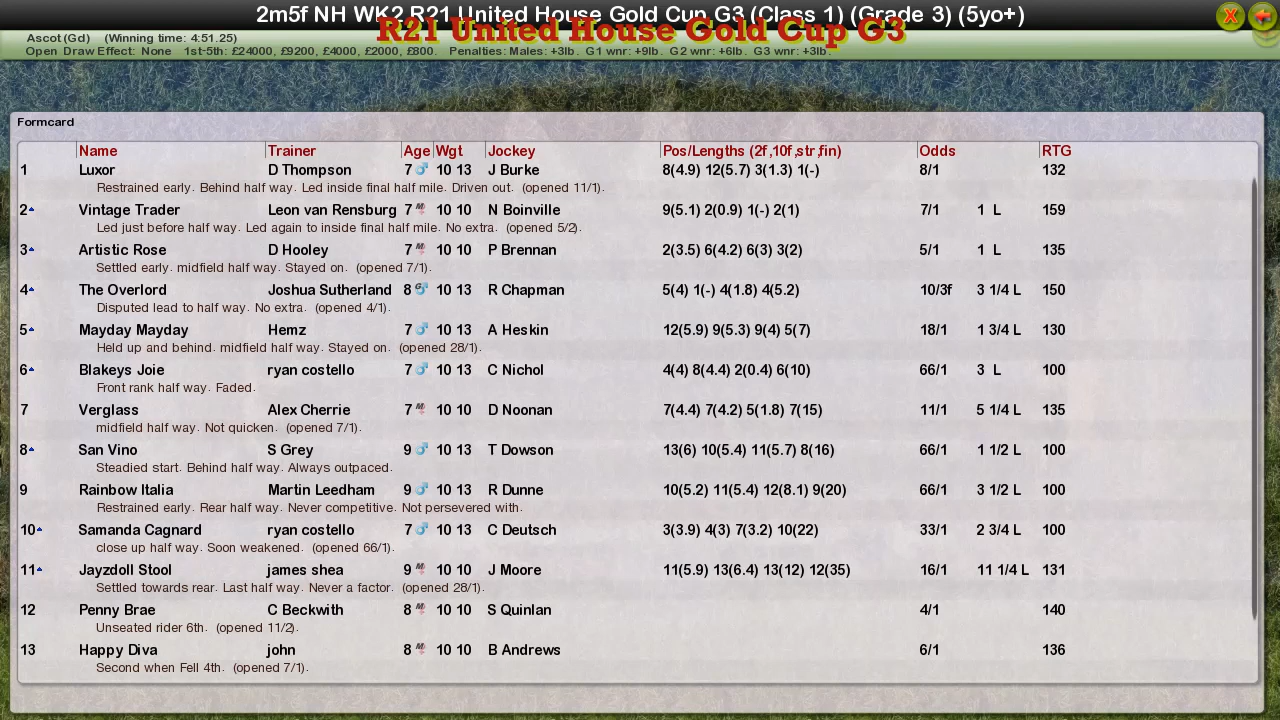 2m5f NH WK2 R21 United House Gold Cup G3 (Class 1) (Grade 3) (5yo+)
R21 United House Gold Cup G3
Ascot(Gd) (Winning time: 4:51.25)
Open Draw Effect: None 1st-5th: £24000, £9200, £4000, £2000, £800. Penalties: Males: +3lb. G1 wnr: +9lb. G2 wnr: +6lb. G3 wnr: +3lb.
X
Formcard
Name Trainer Age Wgt Jockey Pos/Lengths (2f,10f,str,fin) Odds RTG
1 Luxor D Thompson 7 10 13 J Burke 8(4.9) 12(5.7) 3(1.3) 1(-) 8/1 132
Restrained early. Behind half way. Led inside final half mile. Driven out. (opened 11/1).
2 Vintage Trader Leon van Rensburg 7 10 10 N Boinville 9(5.1) 2(0.9) 1(-) 2(1) 7/1 1 L 159
Led just before half way. Led again to inside final half mile. No extra. (opened 5/2).
3 Artistic Rose D Hooley 7 10 10 P Brennan 2(3.5) 6(4.2) 6(3) 3(2) 5/1 1 L 135
Settled early. midfield half way. Stayed on. (opened 7/1).
4 The Overlord Joshua Sutherland 8 10 13 R Chapman 5(4) 1(-) 4(1.8) 4(5.2) 10/3f 3 1/4 L 150
Disputed lead to half way. No extra. (opened 4/1).
5 Mayday Mayday Hemz 7 10 13 A Heskin 12(5.9) 9(5.3) 9(4) 5(7) 18/1 1 3/4 L 130
Held up and behind. midfield half way. Stayed on. (opened 28/1).
6 Blakeys Joie ryan costello 7 10 13 C Nichol 4(4) 8(4.4) 2(0.4) 6(10) 66/1 3 L 100
Front rank half way. Faded.
7 Verglass Alex Cherrie 7 10 10 D Noonan 7(4.4) 7(4.2) 5(1.8) 7(15) 11/1 5 1/4 L 135
midfield half way. Not quicken. (opened 7/1).
8 San Vino S Grey 9 10 13 T Dowson 13(6) 10(5.4) 11(5.7) 8(16) 66/1 1 1/2 L 100
Steadied start. Behind half way. Always outpaced.
9 Rainbow Italia Martin Leedham 9 10 13 R Dunne 10(5.2) 11(5.4) 12(8.1) 9(20) 66/1 3 1/2 L 100
Restrained early. Rear half way. Never competitive. Not persevered with.
10 Samanda Cagnard ryan costello 7 10 13 C Deutsch 3(3.9) 4(3) 7(3.2) 10(22) 33/1 2 3/4 L 100
close up half way. Soon weakened. (opened 66/1).
11 Jayzdoll Stool james shea 9 10 10 J Moore 11(5.9) 13(6.4) 13(12) 12(35) 16/1 11 1/4 L 131
Settled towards rear. Last half way. Never a factor. (opened 28/1).
12 Penny Brae C Beckwith 8 10 10 S Quinlan 4/1 140
Unseated rider 6th. (opened 11/2).
13 Happy Diva john 8 10 10 B Andrews 6/1 136
Second when Fell 4th. (opened 7/1).